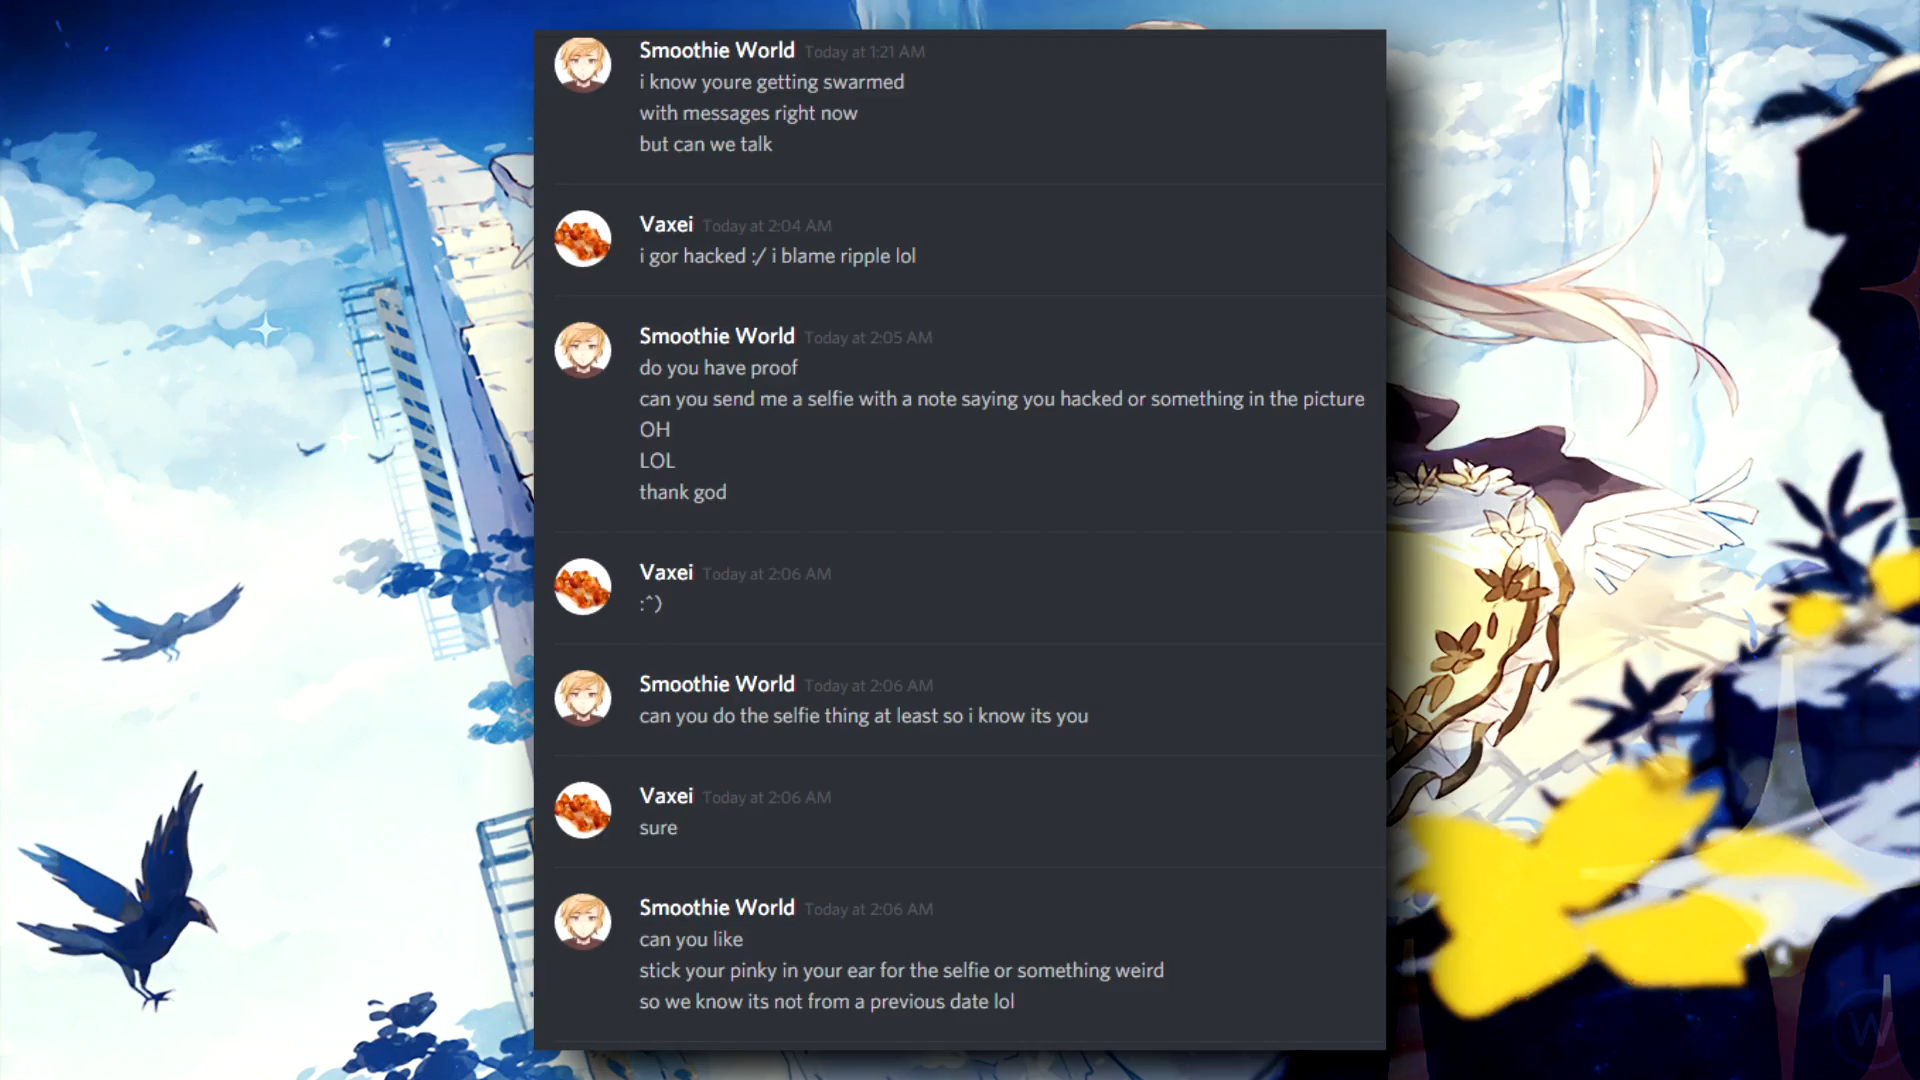 Smoothie World Today at 1:21 AM
i know youre getting swarmed
with messages right now
but can we talk
Vaxei Today at 2:04 AM
i gor hacked :/ i blame ripple lol
Smoothie World Today at 2:05 AM
do you have proof
can you send me a selfie with a note saying you hacked or something in the picture
OH
LOL
thank god
Vaxei Today at 2:06 AM
:^)
Smoothie World Today at 2:06 AM
can you do the selfie thing at least so i know its you
Vaxei Today at 2:06 AM
sure
Smoothie World Today at 2:06 AM
can you like
stick your pinky in your ear for the selfie or something weird
so we know its not from a previous date lol
W